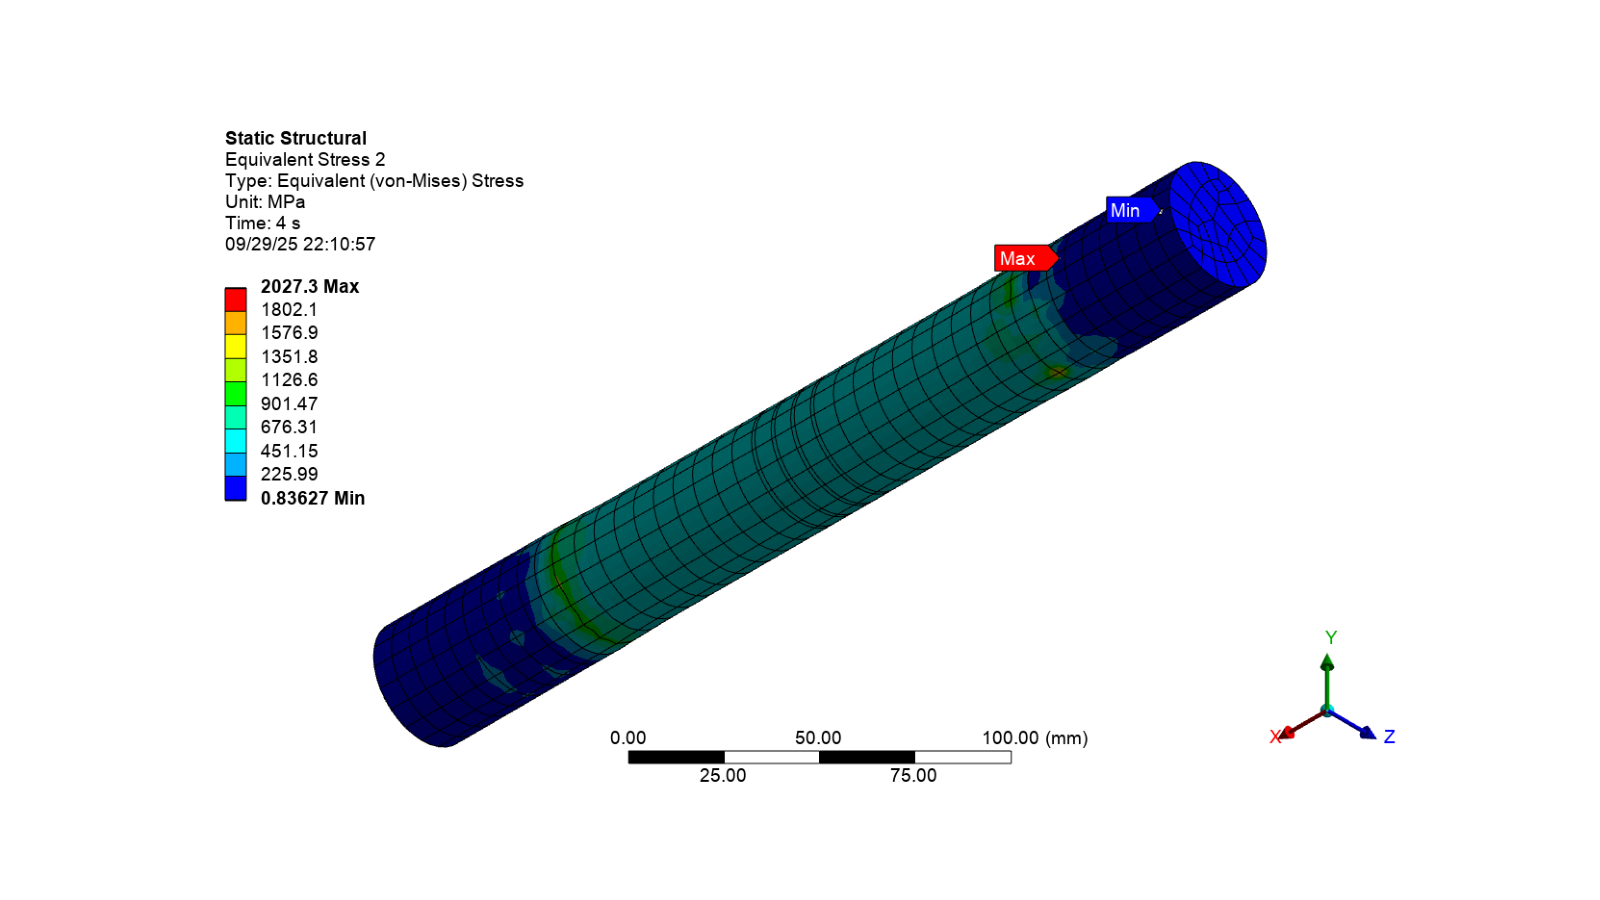 Static Structural
Equivalent Stress 2
Type: Equivalent (von-Mises) Stress
Unit: MPa
Time: 4 s
09/29/25 22:10:57
2027.3 Max
1802.1
1576.9
1351.8
1126.6
901.47
676.31
451.15
225.99
0.83627 Min
Min
Max
0.00 50.00 100.00 (mm)
25.00 75.00
Y
X
Z